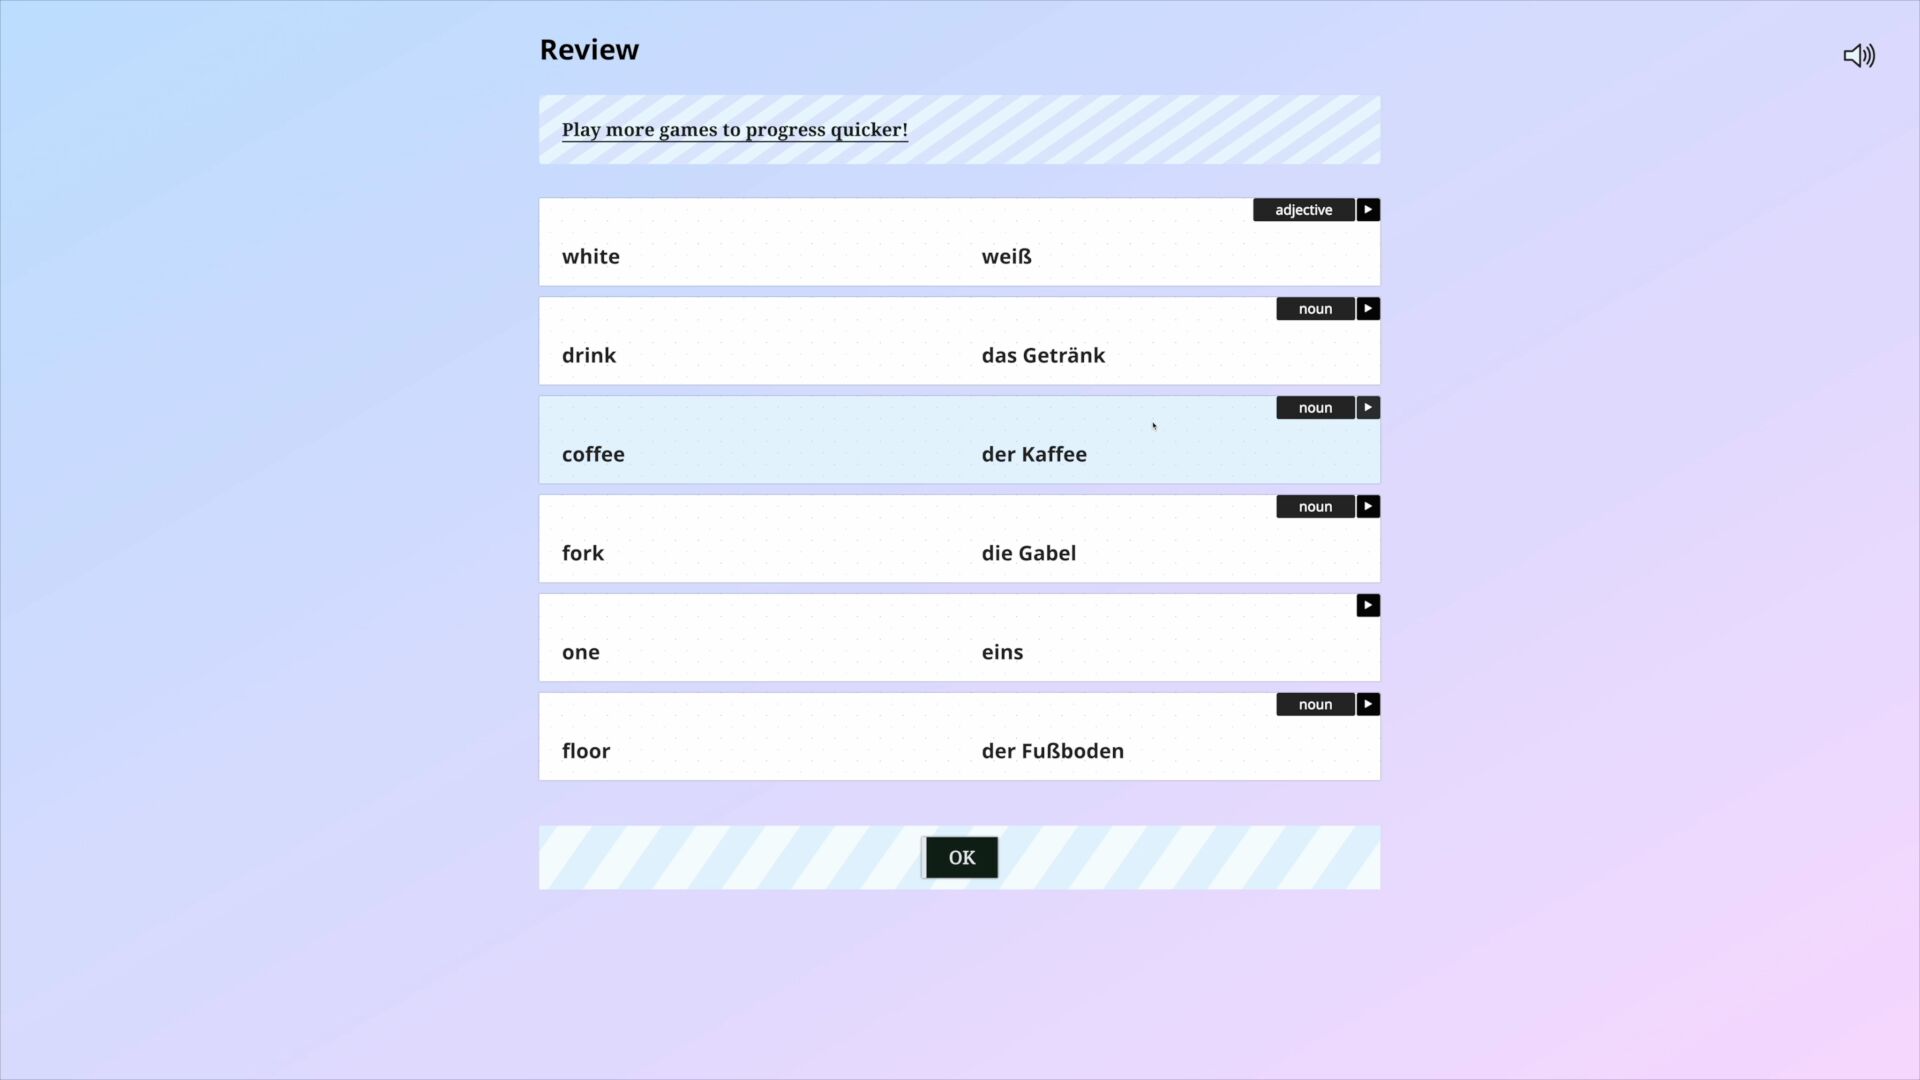 Review
Play more games to progress quicker!
adjective
white weiß
noun
drink das Getränk
noun
coffee der Kaffee
noun
fork die Gabel
one eins
noun
floor der Fußboden
OK